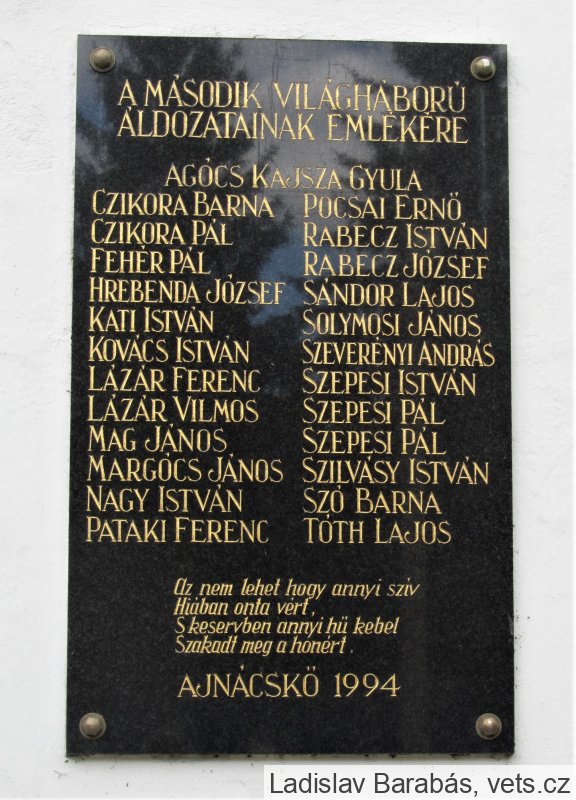 A MÁSODIK VILÁGHÁBORÚ
ÁLDOZATAINAK EMLÉKÉRE
AGÓCS KAJSZA GYULA
CZIKORA BARNA
CZIKORA PÁL
FEHÉR PÁL
HREBENDA JÓZSEF
KATI ISTVÁN
KOVÁCS ISTVÁN
LÁZÁR FERENC
LÁZÁR VILMOS
MAG JÁNOS
MARGÓCS JÁNOS
NAGY ISTVÁN
PATAKI FERENC
POCSAI ERNŐ
RABECZ ISTVÁN
RABECZ JÓZSEF
SÁNDOR LAJOS
SOLYMOSI JÁNOS
SZEVERÉNYI ANDRÁS
SZEPESI ISTVÁN
SZEPESI PÁL
SZEPESI PÁL
SZILVÁSY ISTVÁN
SZŐ BARNA
TÓTH LAJOS
Az nem lehet hogy annyi szív
Hiában onta vért,
S keservben annyi hű kebel
Szakadt meg a honért.
AJNÁCSKŐ 1994
Ladislav Barabás, vets.cz